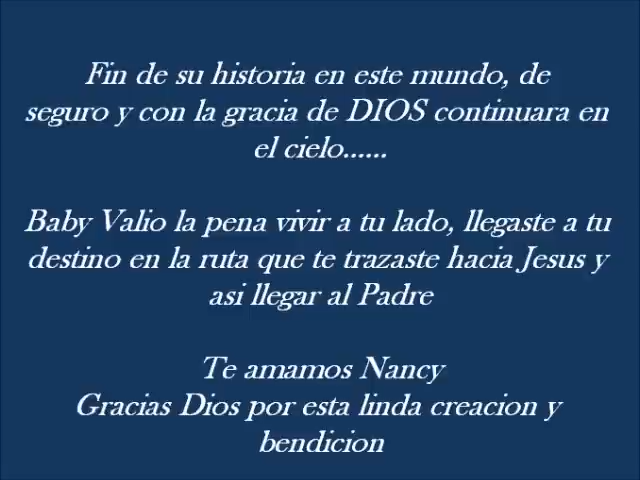 Fin de su historia en este mundo, de
seguro y con la gracia de DIOS continuara en
el cielo......
Baby Valio la pena vivir a tu lado, llegaste a tu
destino en la ruta que te trazaste hacia Jesus y
asi llegar al Padre
Te amamos Nancy
Gracias Dios por esta linda creacion y
bendicion